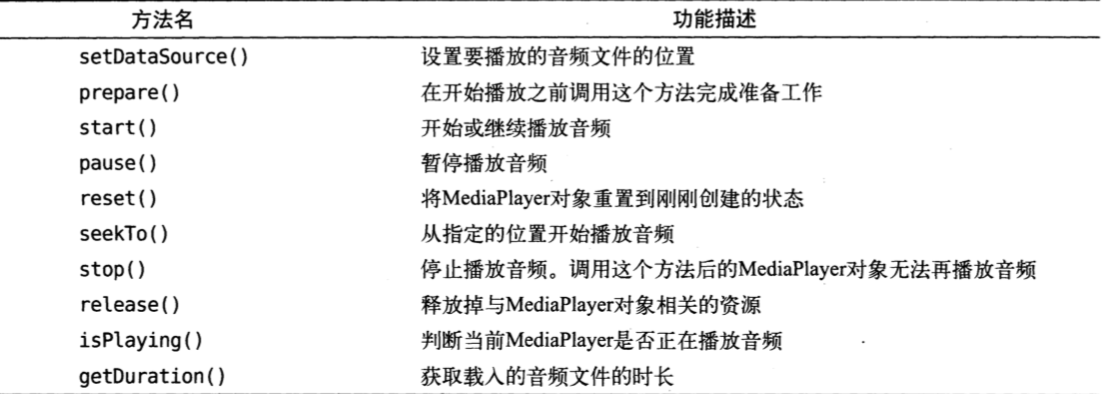 方法名 功能描述
setDataSource() 设置要播放的音频文件的位置
prepare() 在开始播放之前调用这个方法完成准备工作
start() 开始或继续播放音频
pause() 暂停播放音频
reset() 将MediaPlayer对象重置到刚刚创建的状态
seekTo() 从指定的位置开始播放音频
stop() 停止播放音频。调用这个方法后的MediaPlayer对象无法再播放音频
release() 释放掉与MediaPlayer对象相关的资源
isPlaying() 判断当前MediaPlayer是否正在播放音频
getDuration() 获取载入的音频文件的时长